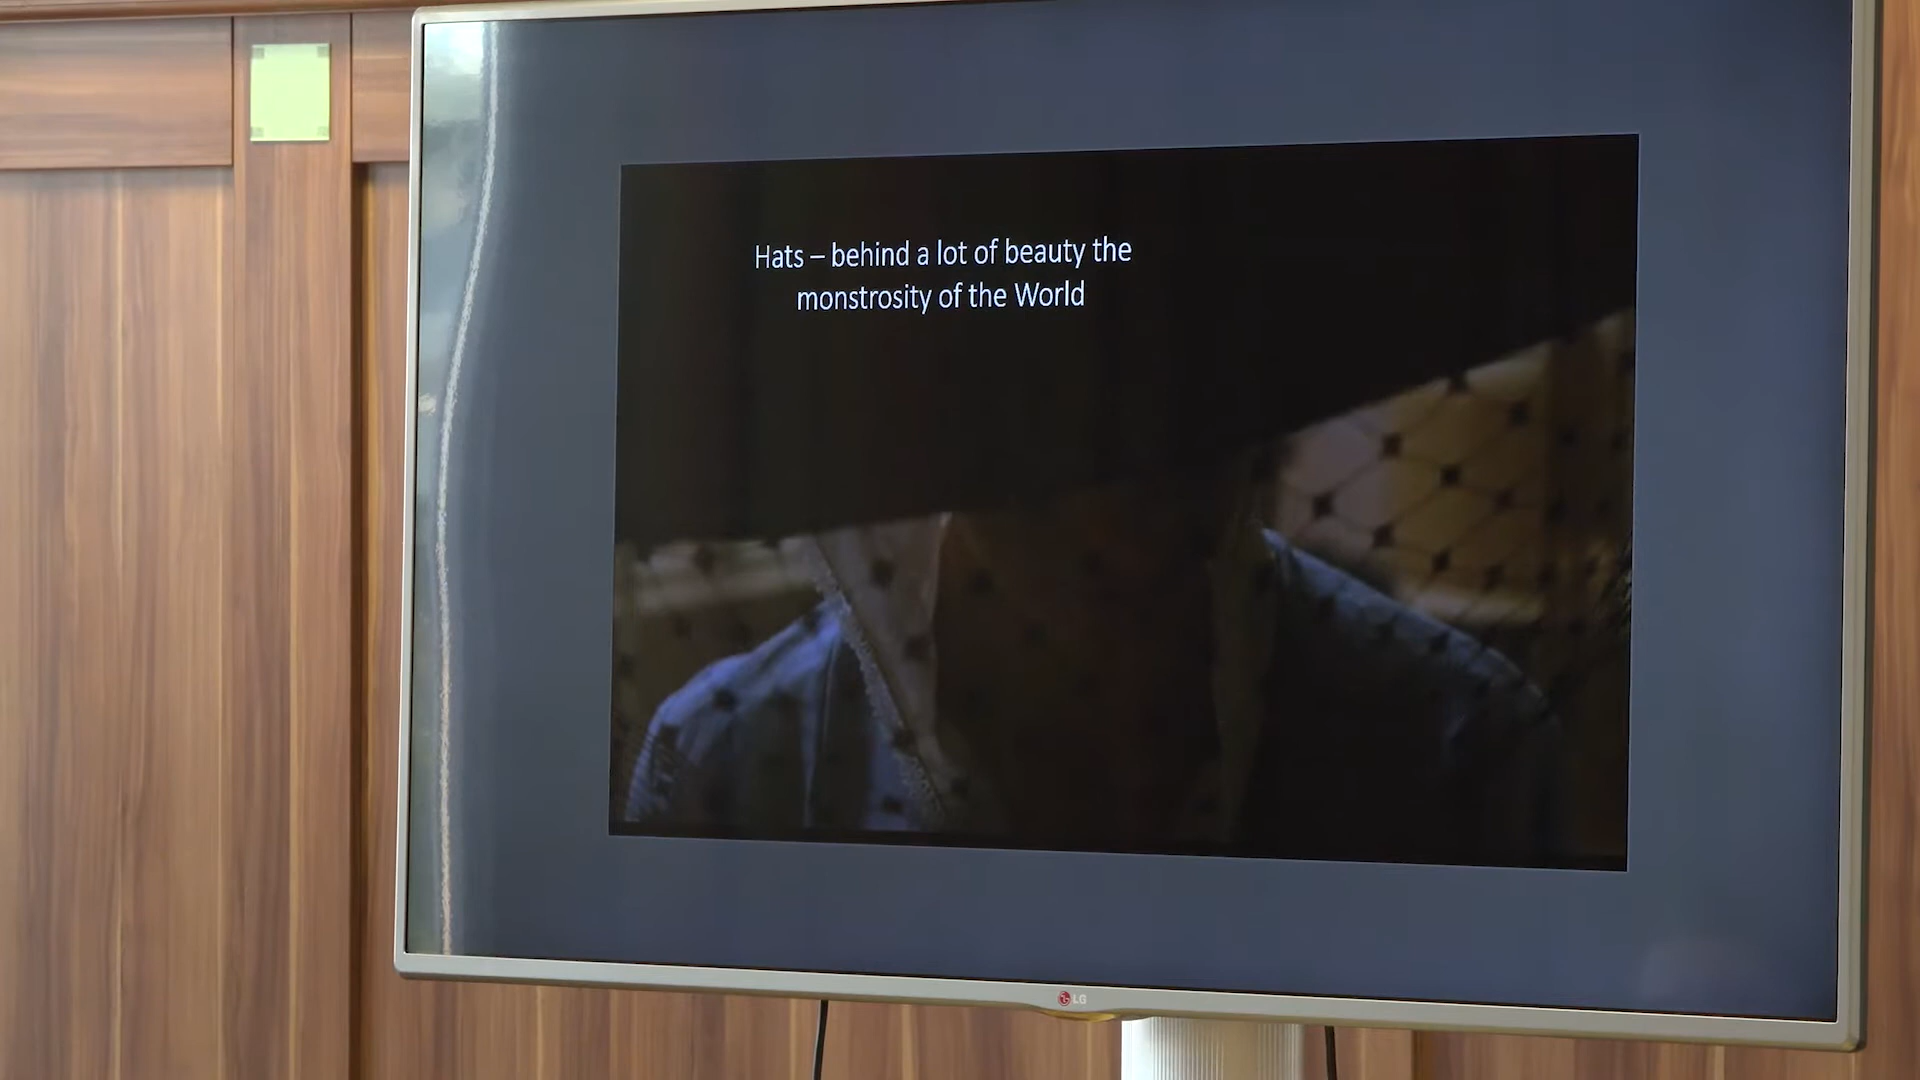 Hats – behind a lot of beauty the
monstrosity of the World
LG